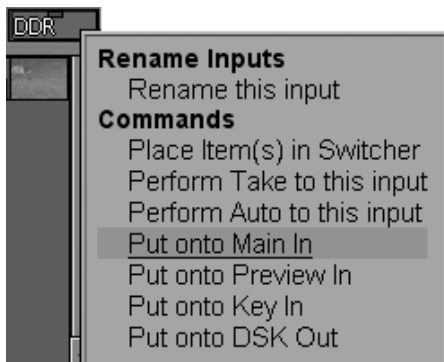 DDR
Rename Inputs
Rename this input
Commands
Place Item(s) in Switcher
Perform Take to this input
Perform Auto to this input
Put onto Main In
Put onto Preview In
Put onto Key In
Put onto DSK Out